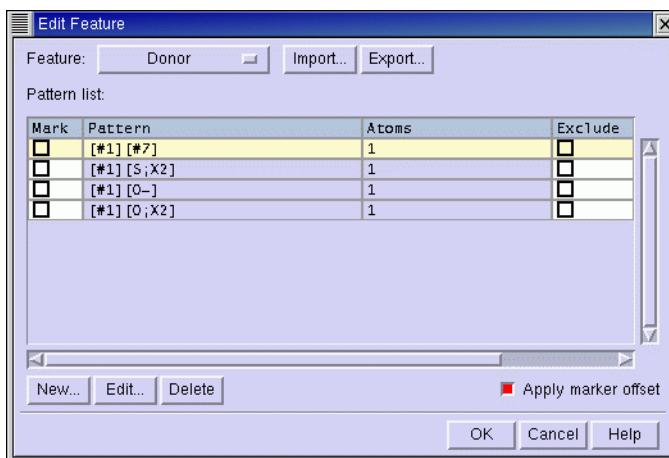 Edit Feature
Feature: Donor Import... Export...
Pattern list:
Mark Pattern Atoms Exclude
[#1][#7] 1
[#1][S;X2] 1
[#1][O-] 1
[#1][O;X2] 1
New... Edit... Delete Apply marker offset
OK Cancel Help